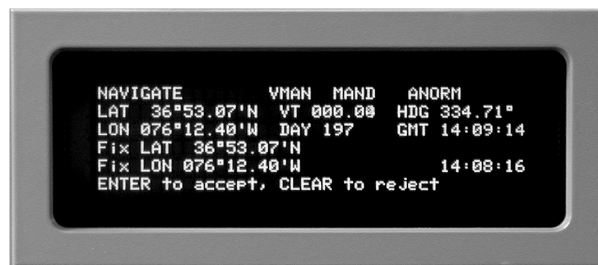 NAVIGATE VMAN MAND ANORM
LAT 36°53.07'N VT 000.00 HDG 334.71°
LON 076°12.40'W DAY 197 GMT 14:09:14
Fix LAT 36°53.07'N
Fix LON 076°12.40'W 14:08:16
ENTER to accept, CLEAR to reject